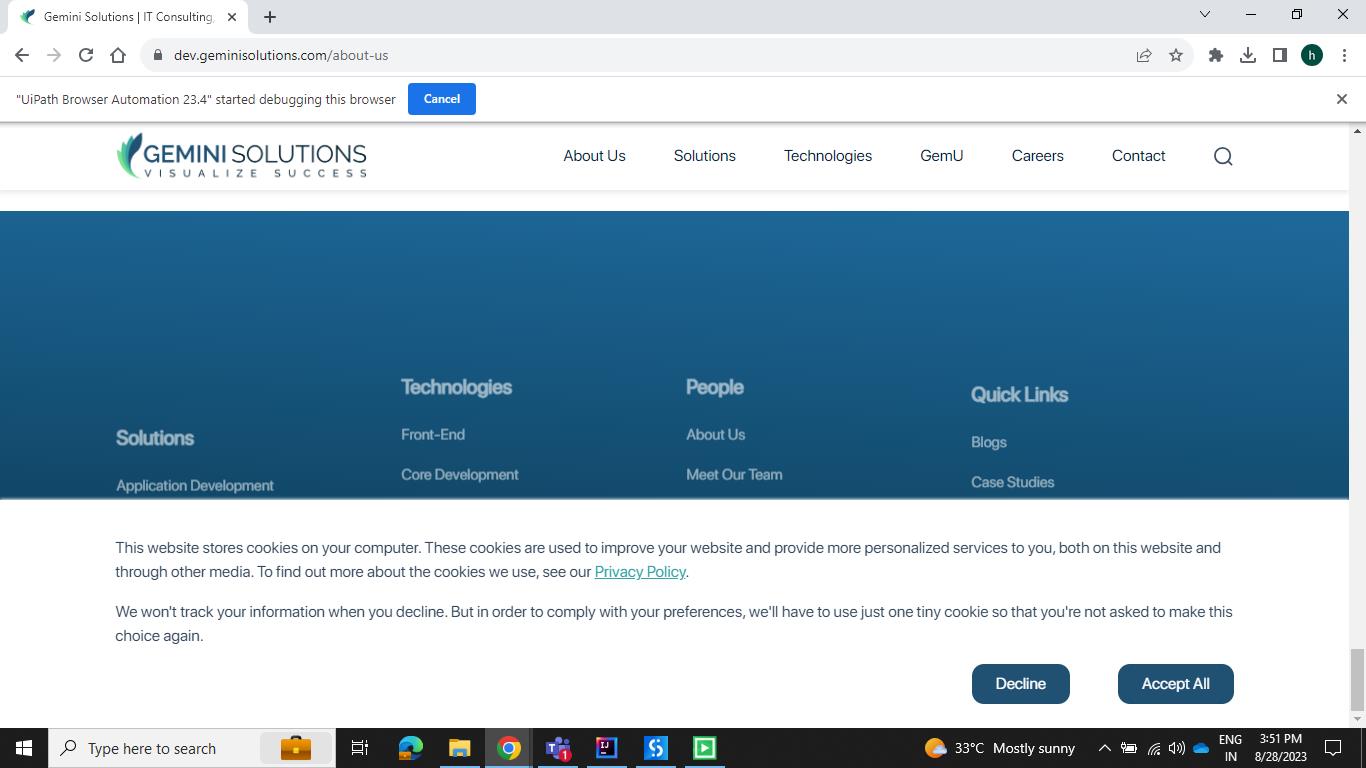 Gemini Solutions | IT Consulting,
dev.geminisolutions.com/about-us
h
"UiPath Browser Automation 23.4" started debugging this browser
Cancel
GEMINI SOLUTIONS
VISUALIZE SUCCESS
About Us
Solutions
Technologies
GemU
Careers
Contact
Technologies
People
Quick Links
Solutions
Front-End
About Us
Blogs
Application Development
Core Development
Meet Our Team
Case Studies
This website stores cookies on your computer. These cookies are used to improve your website and provide more personalized services to you, both on this website and
through other media. To find out more about the cookies we use, see our Privacy Policy.
We won't track your information when you decline. But in order to comply with your preferences, we'll have to use just one tiny cookie so that you're not asked to make this
choice again.
Decline
Accept All
Type here to search
1
33°C Mostly sunny
ENG
IN
3:51 PM
8/28/2023